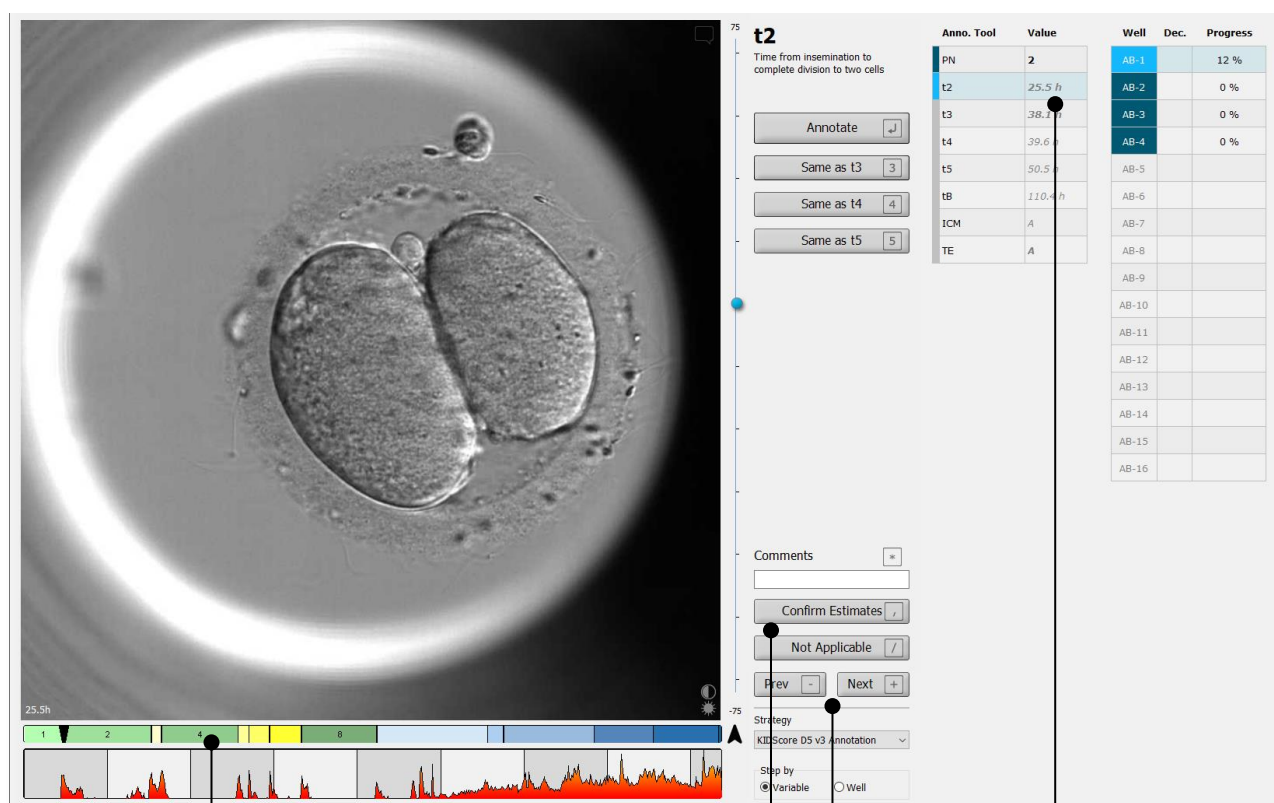 75
-75
25.5h
1 2 4 8
t2
Time from insemination to
complete division to two cells
Annotate ↲
Same as t3 3
Same as t4 4
Same as t5 5
Comments *
Confirm Estimates ,
Not Applicable /
Prev - Next +
Strategy
KIDScore D5 v3 Annotation
Step by
Variable Well
Anno. Tool Value
PN 2
t2 25.5 h
t3 38.1 h
t4 39.6 h
t5 50.5 h
tB 110.4 h
ICM A
TE A
Well Dec. Progress
AB-1 12 %
AB-2 0 %
AB-3 0 %
AB-4 0 %
AB-5
AB-6
AB-7
AB-8
AB-9
AB-10
AB-11
AB-12
AB-13
AB-14
AB-15
AB-16